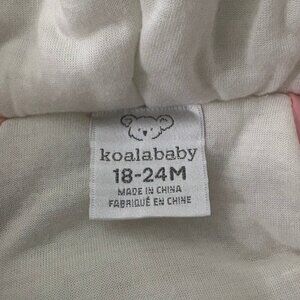 koalababy
18-24M
MADE IN CHINA
FABRIQUÉ EN CHINE